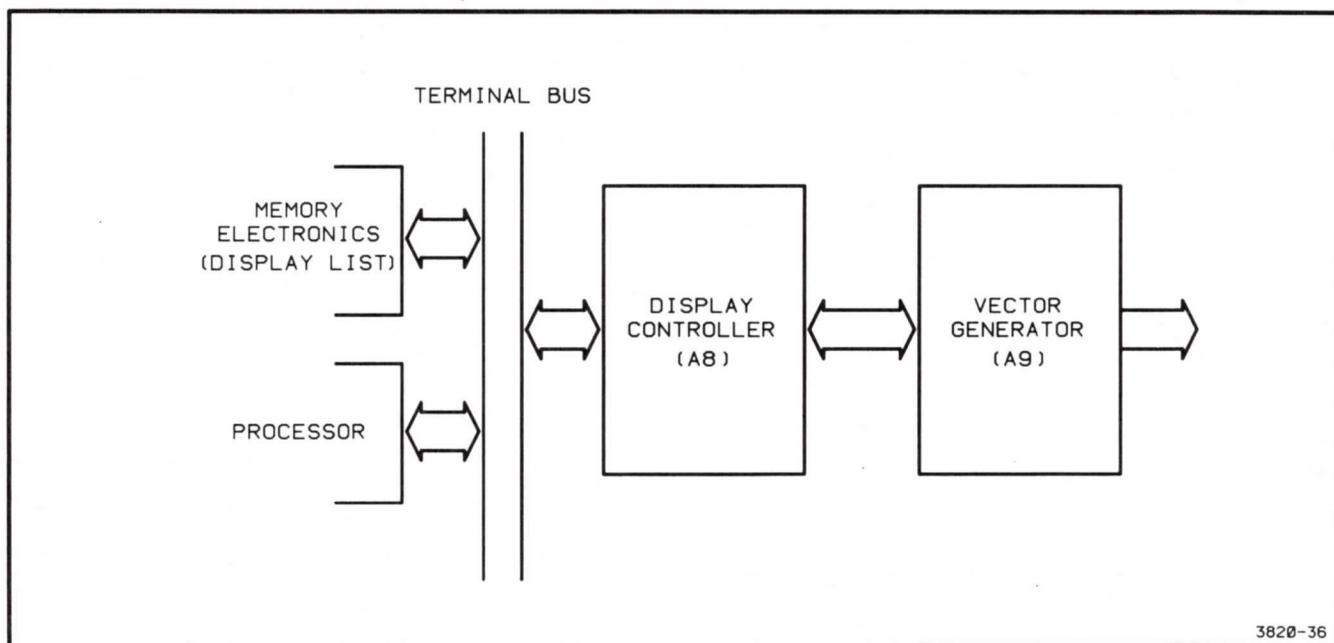 TERMINAL BUS
MEMORY
ELECTRONICS
(DISPLAY LIST)
PROCESSOR
DISPLAY
CONTROLLER
(A8)
VECTOR
GENERATOR
(A9)
3820-36